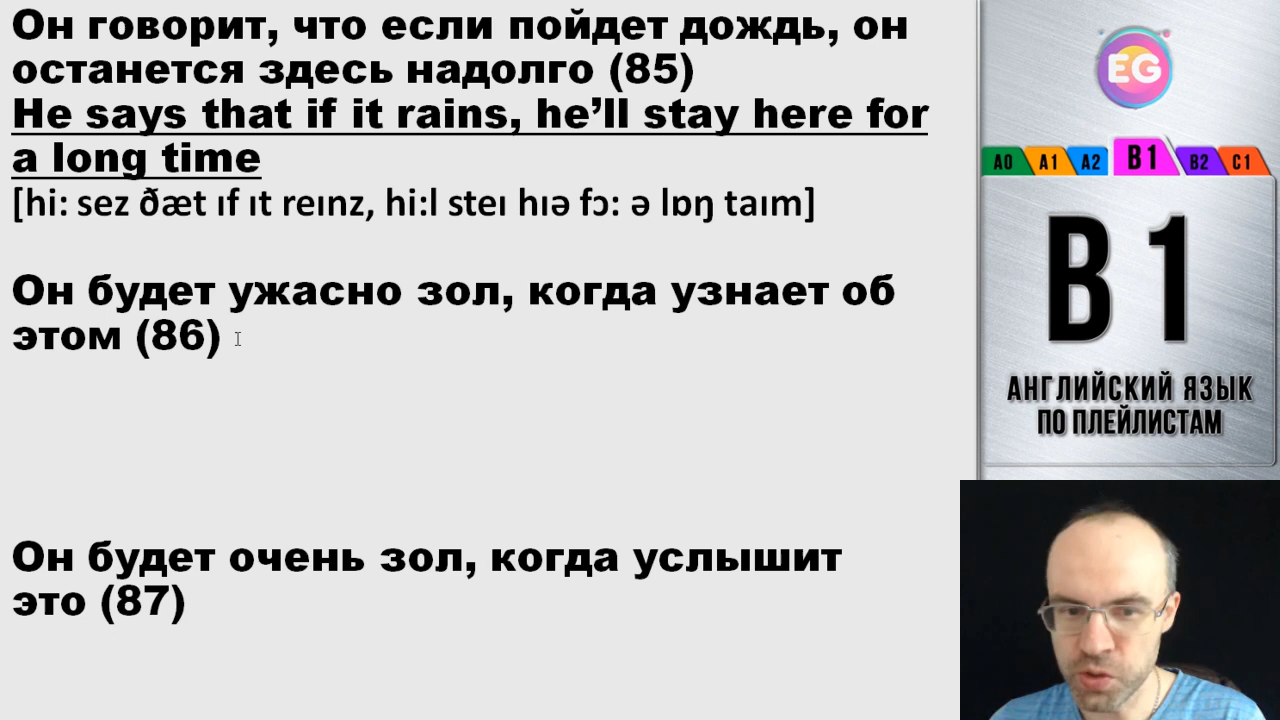 Он говорит, что если пойдет дождь, он
останется здесь надолго (85)
He says that if it rains, he’ll stay here for
a long time
[hi: sez ðæt ɪf ɪt reɪnz, hi:l steɪ hɪə fɔ: ə lɒŋ taɪm]
Он будет ужасно зол, когда узнает об
этом (86)
Он будет очень зол, когда услышит
это (87)
EG
A0 A1 A2 B1 B2 C1
B1
АНГЛИЙСКИЙ ЯЗЫК
ПО ПЛЕЙЛИСТАМ